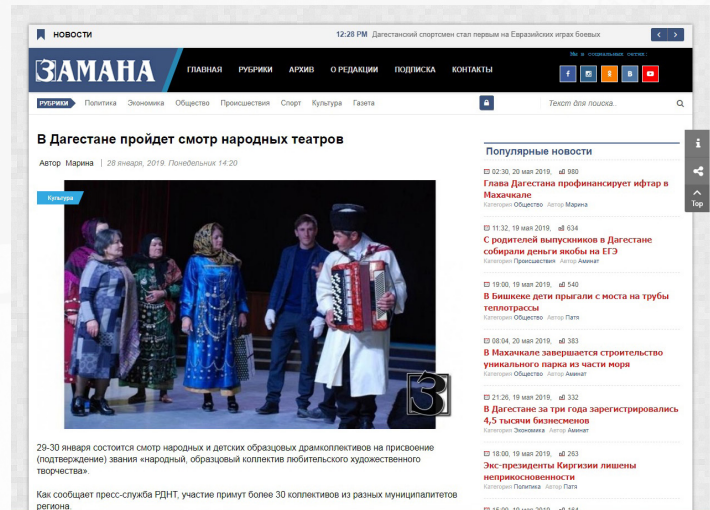 НОВОСТИ
12:28 PM Дагестанский спортсмен стал первым на Евразийских играх боевых
Мы в социальных сетях:
ЗАМАНА
ГЛАВНАЯ РУБРИКИ АРХИВ О РЕДАКЦИИ ПОДПИСКА КОНТАКТЫ
РУБРИКИ Политика Экономика Общество Происшествия Спорт Культура Газета
Текст для поиска..
В Дагестане пройдет смотр народных театров
Автор Марина | 28 января, 2019. Понедельник 14:20
Культура
З
29-30 января состоится смотр народных и детских образцовых драмколлективов на присвоение
(подтверждение) звания «народный, образцовый коллектив любительского художественного
творчества».
Как сообщает пресс-служба РДНТ, участие примут более 30 коллективов из разных муниципалитетов
региона.
Популярные новости
02:30, 20 мая 2019, 980
Глава Дагестана профинансирует ифтар в
Махачкале
Категория Общество Автор Марина
11:32, 19 мая 2019, 634
С родителей выпускников в Дагестане
собирали деньги якобы на ЕГЭ
Категория Происшествия Автор Аминат
19:00, 19 мая 2019, 540
В Бишкеке дети прыгали с моста на трубы
теплотрассы
Категория Общество Автор Патя
08:04, 20 мая 2019, 383
В Махачкале завершается строительство
уникального парка из части моря
Категория Общество Автор Аминат
21:26, 19 мая 2019, 332
В Дагестане за три года зарегистрировались
4,5 тысячи бизнесменов
Категория Экономика Автор Аминат
18:00, 19 мая 2019, 263
Экс-президенты Киргизии лишены
неприкосновенности
Категория Политика Автор Патя
Top